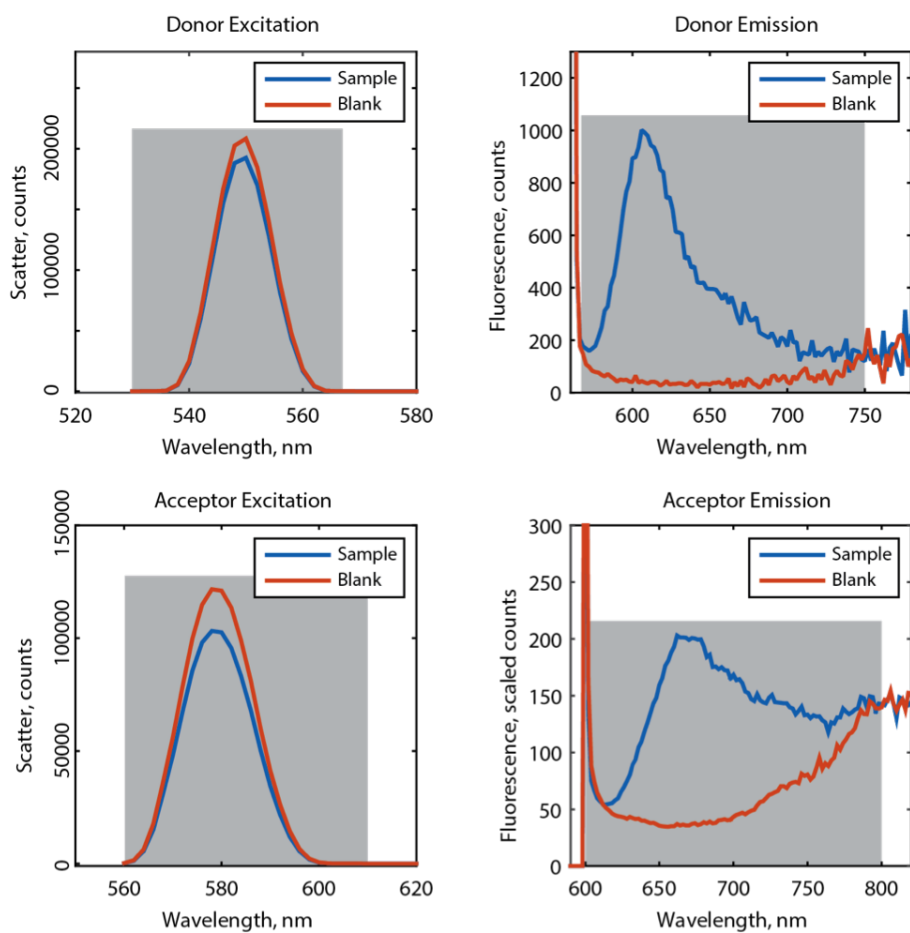 Donor Excitation
Sample
Blank
Scatter, counts
0
100000
200000
520
540
560
580
Wavelength, nm
Donor Emission
Sample
Blank
Fluorescence, counts
1200
1000
800
600
400
200
0
600
650
700
750
Wavelength, nm
Acceptor Excitation
Sample
Blank
Scatter, counts
0
50000
100000
150000
560
580
600
620
Wavelength, nm
Acceptor Emission
Sample
Blank
Fluorescence, scaled counts
300
250
200
150
100
50
0
600
650
700
750
800
Wavelength, nm